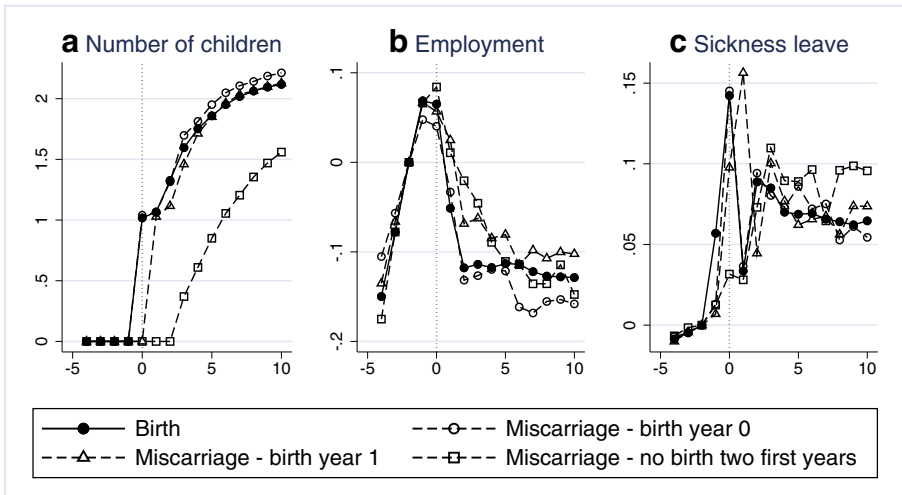 a Number of children
b Employment
c Sickness leave
2
1.5
1
.5
0
-5 0 5 10
.1
0
-.1
-.2
-5 0 5 10
.15
.1
.05
0
-5 0 5 10
Birth
Miscarriage - birth year 0
Miscarriage - birth year 1
Miscarriage - no birth two first years